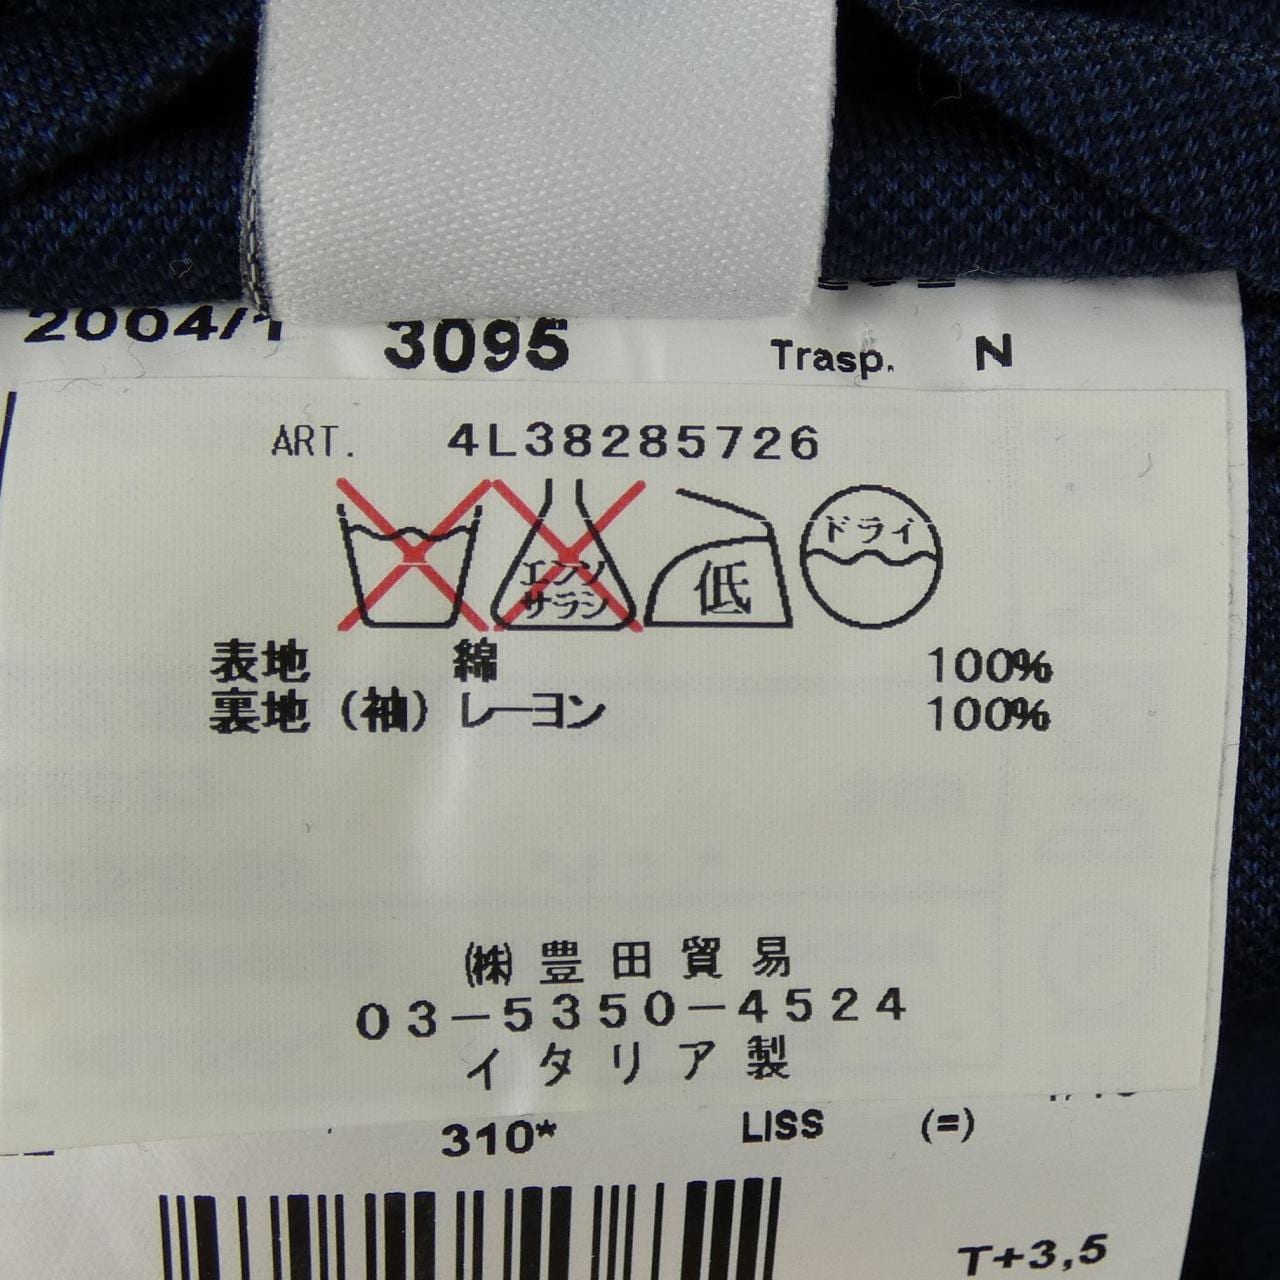 2004/1 3095 Trasp. N
ART. 4L38285726
エンソ
サラシ
低
ドライ
表地 綿 100%
裏地 (袖) レーヨン 100%
㈱ 豊田貿易
03-5350-4524
イタリア製
310* LISS (=)
T+3,5